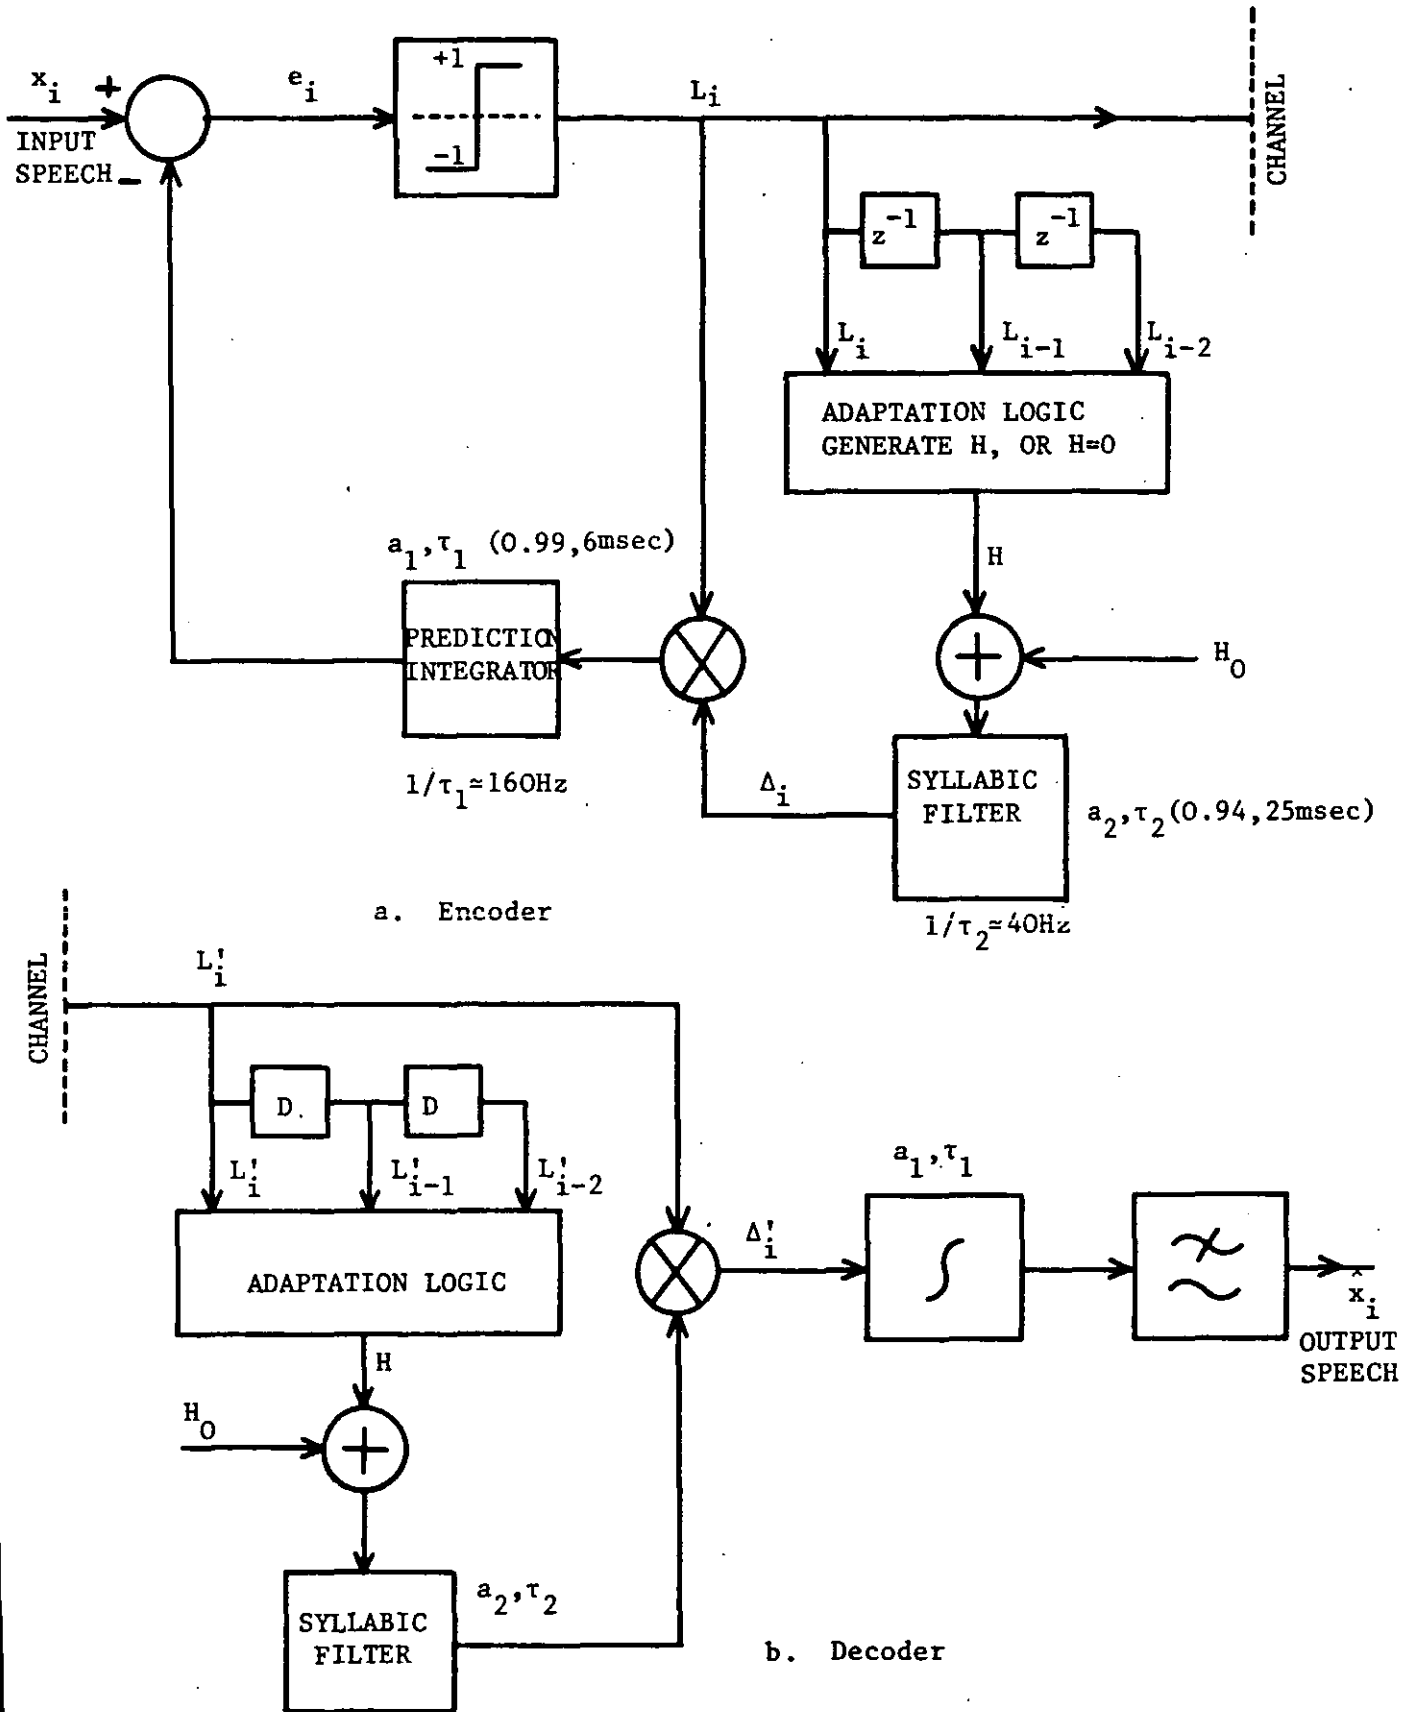 x_i +
INPUT
SPEECH -
e_i
+1
-1
L_i
CHANNEL
z^-1
z^-1
L_i
L_i-1
L_i-2
ADAPTATION LOGIC
GENERATE H, OR H=0
H
H_0
a_1,τ_1 (0.99,6msec)
PREDICTION
INTEGRATOR
1/τ_1≃160Hz
Δ_i
SYLLABIC
FILTER
a_2,τ_2(0.94,25msec)
1/τ_2≃40Hz
a. Encoder
CHANNEL
L'_i
D.
D
L'_i
L'_i-1
L'_i-2
ADAPTATION LOGIC
H
H_0
SYLLABIC
FILTER
a_2,τ_2
Δ'_i
a_1,τ_1
∫
x̂_i
OUTPUT
SPEECH
b. Decoder